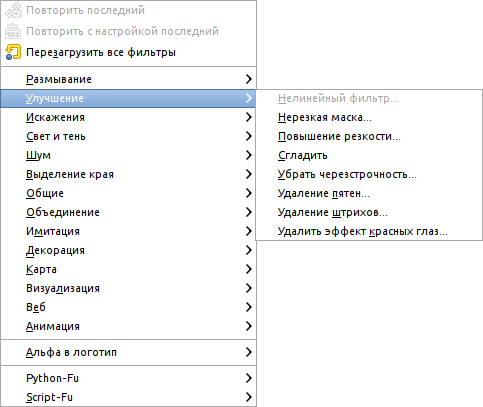 Повторить последний
Повторить с настройкой последний
Перезагрузить все фильтры
Размывание
Улучшение
Искажения
Свет и тень
Шум
Выделение края
Общие
Объединение
Имитация
Декорация
Карта
Визуализация
Веб
Анимация
Альфа в логотип
Python-Fu
Script-Fu
Нелинейный фильтр...
Нерезкая маска...
Повышение резкости...
Сгладить
Убрать черезстрочность...
Удаление пятен...
Удаление штрихов...
Удалить эффект красных глаз...